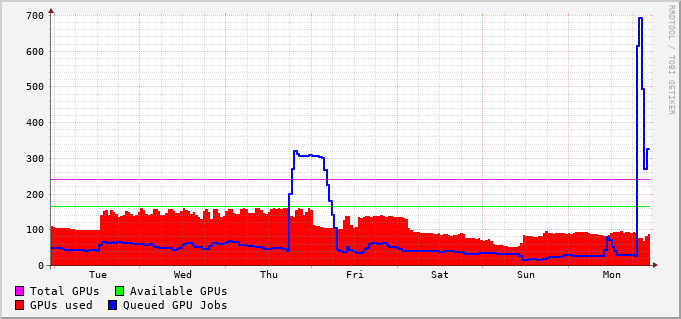 700
600
500
400
300
200
100
0
Tue Wed Thu Fri Sat Sun Mon
Total GPUs Available GPUs
GPUs used Queued GPU Jobs
RRDTOOL / TOBI OETIKER